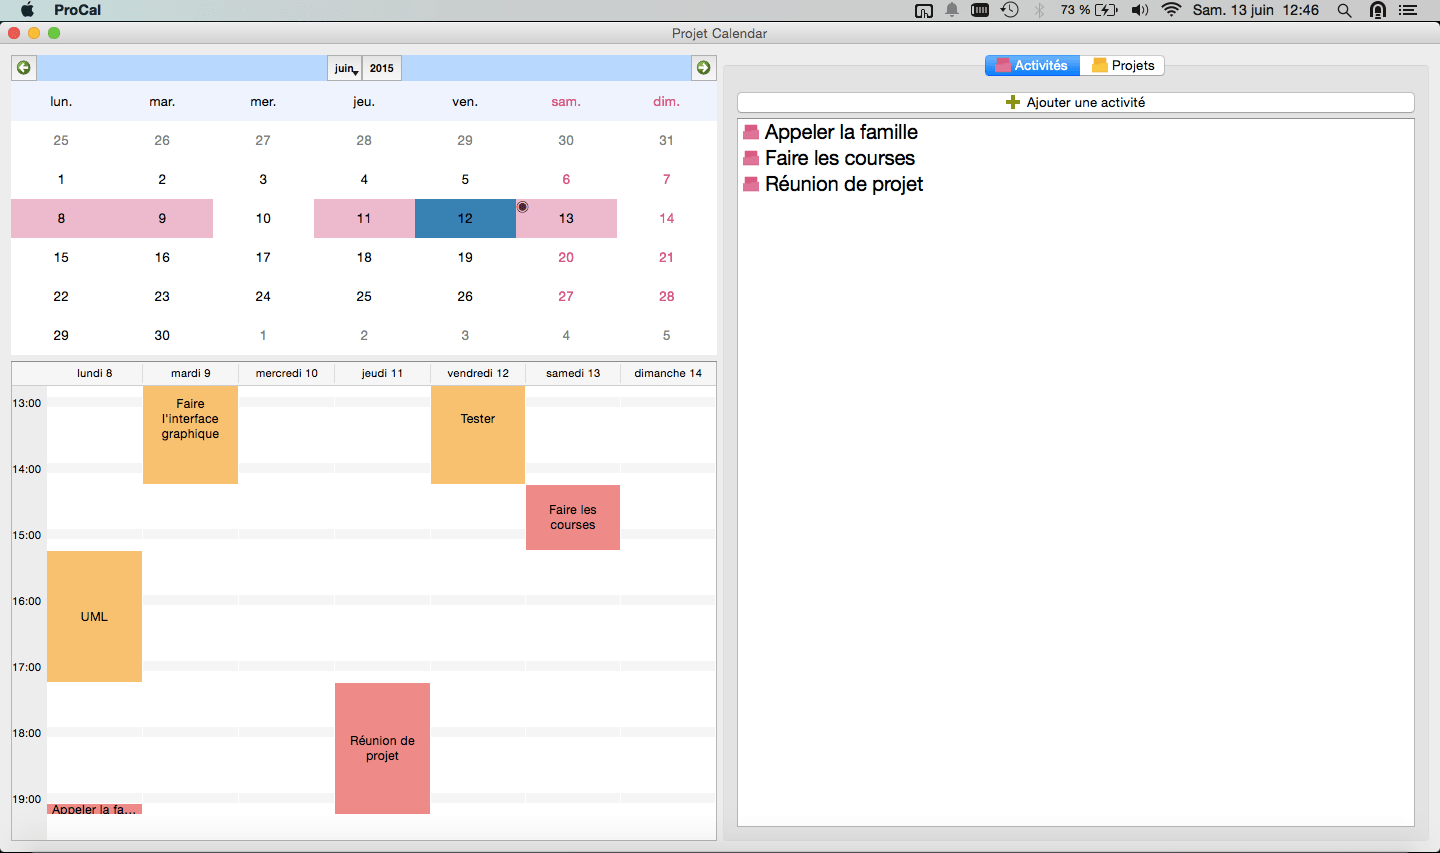 ProCal
73 %
Sam. 13 juin 12:46
Projet Calendar
juin 2015
lun. mar. mer. jeu. ven. sam. dim.
25 26 27 28 29 30 31
1 2 3 4 5 6 7
8 9 10 11 12 13 14
15 16 17 18 19 20 21
22 23 24 25 26 27 28
29 30 1 2 3 4 5
lundi 8 mardi 9 mercredi 10 jeudi 11 vendredi 12 samedi 13 dimanche 14
13:00
14:00
15:00
16:00
17:00
18:00
19:00
UML
Appeler la fa...
Faire
l'interface
graphique
Réunion de
projet
Tester
Faire les
courses
Activités
Projets
Ajouter une activité
Appeler la famille
Faire les courses
Réunion de projet